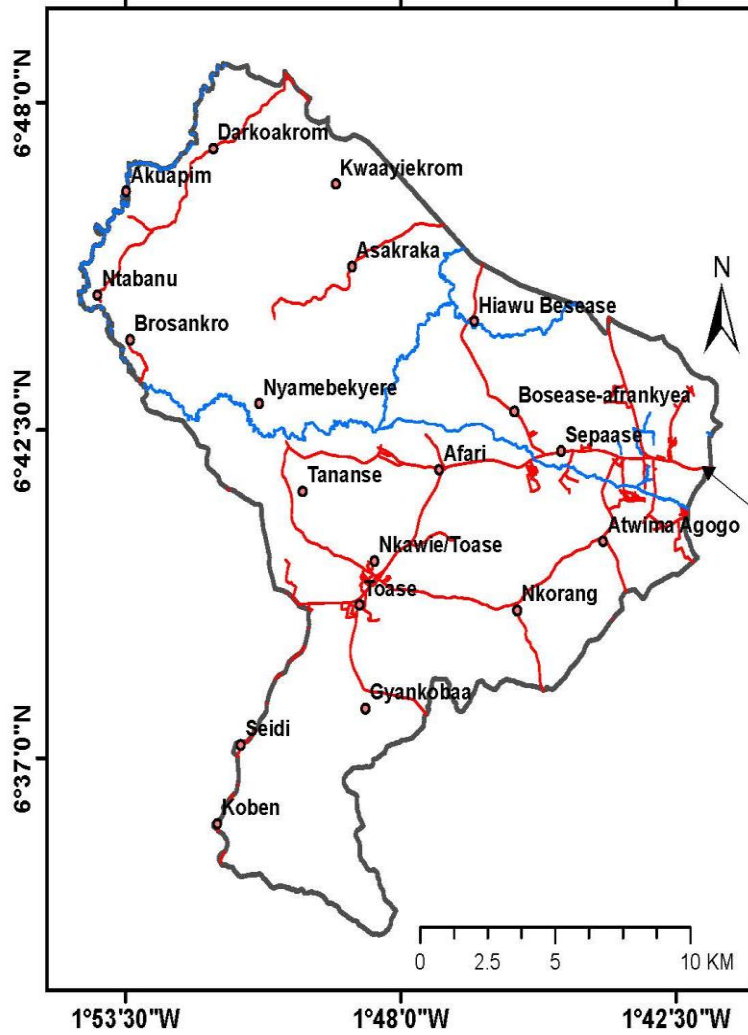 6°48'0"N
Darkoakrom
Kwaayiekrom
Akuapim
Asakraka
N
Ntabanu
Hiawu Besease
Brosankro
Nyamebekyere
Bosease-afrankyea
6°42'30"N
Sepaase
Afari
Tananse
Atwima Agogo
Nkawie/Toase
Toase
Nkorang
Gyankobaa
Seidi
6°37'0"N
Koben
0 2.5 5 10 KM
1°53'30"W 1°48'0"W 1°42'30"W